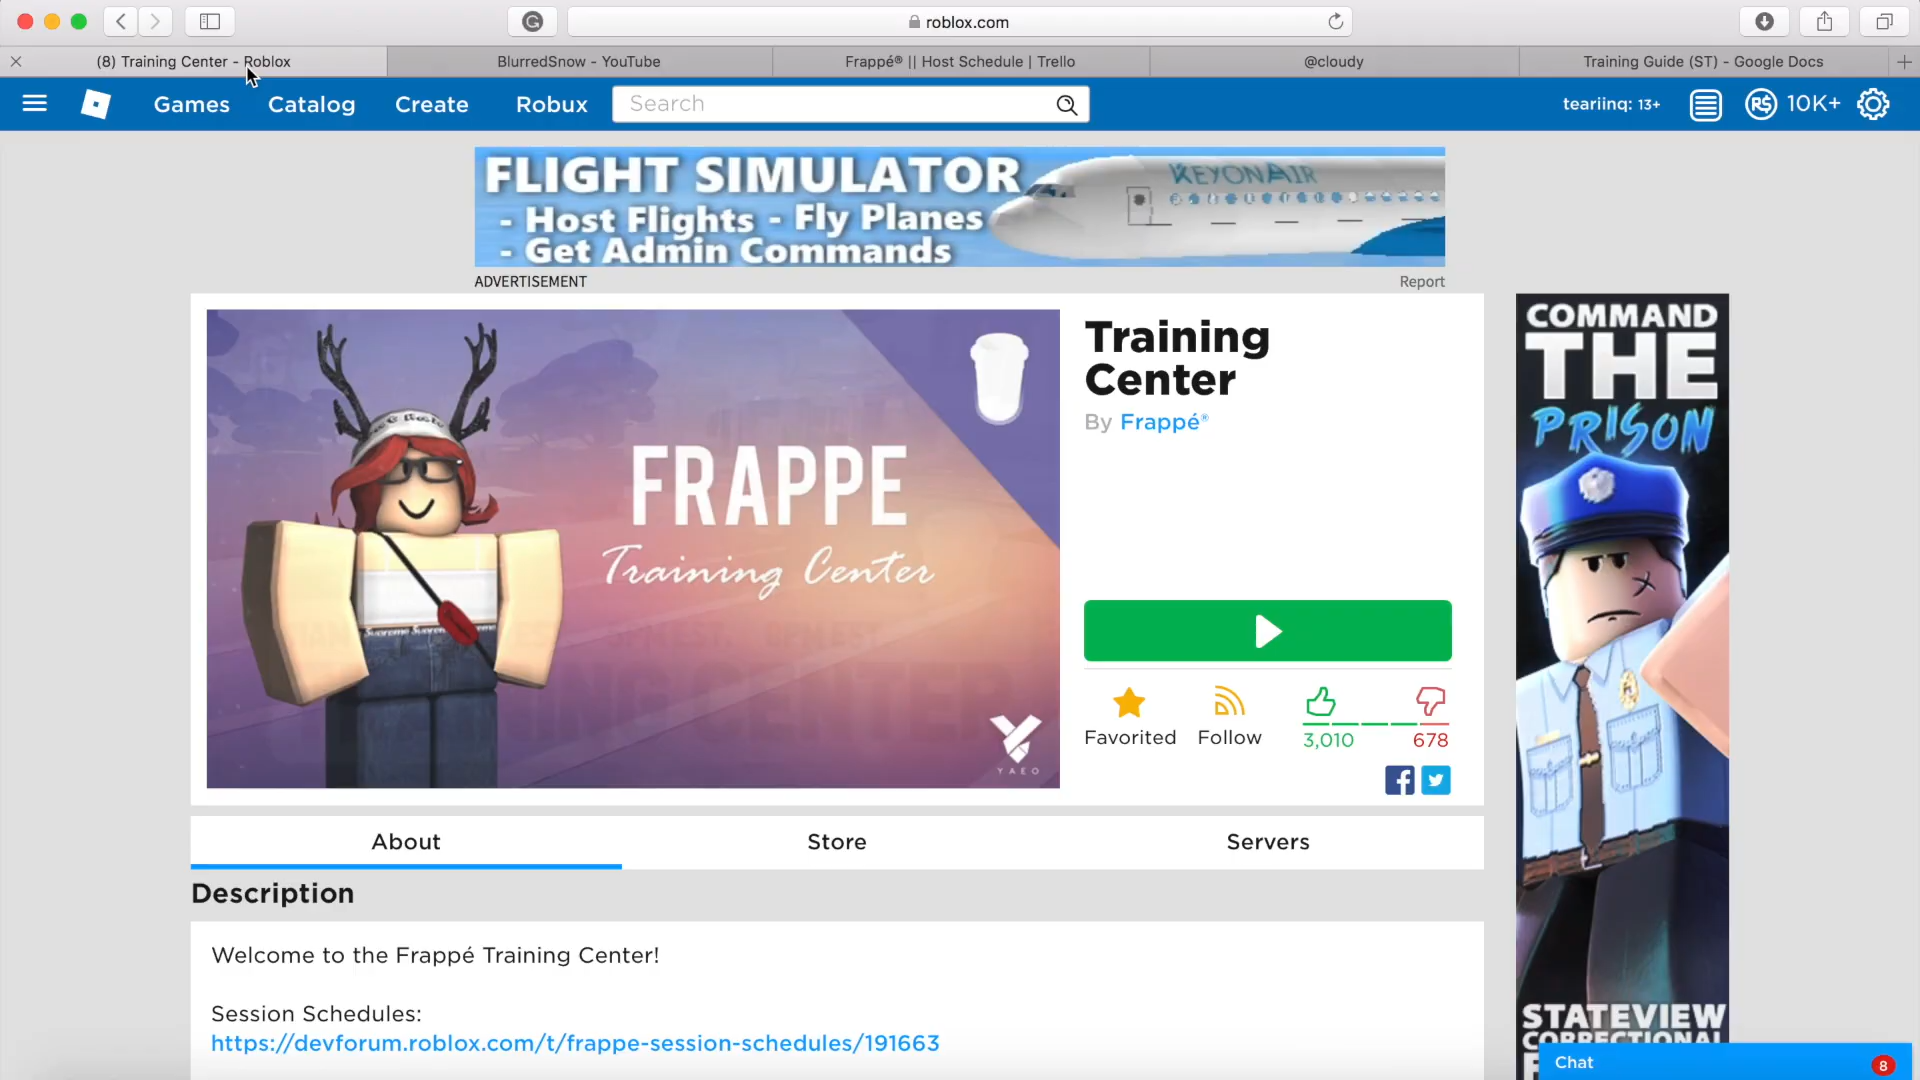 roblox.com
(8) Training Center - Roblox
BlurredSnow - YouTube
Frappé® || Host Schedule | Trello
@cloudy
Training Guide (ST) - Google Docs
Games
Catalog
Create
Robux
Search
teariinq: 13+
10K+
FLIGHT SIMULATOR
- Host Flights - Fly Planes
- Get Admin Commands
KEYONAIR
ADVERTISEMENT
Report
FRAPPE
Training Center
YAEO
Training
Center
By Frappé®
Favorited
Follow
3,010
678
COMMAND
THE
PRISON
STATEVIEW
CORRECTIONAL
About
Store
Servers
Description
Welcome to the Frappé Training Center!
Session Schedules:
https://devforum.roblox.com/t/frappe-session-schedules/191663
Chat
8